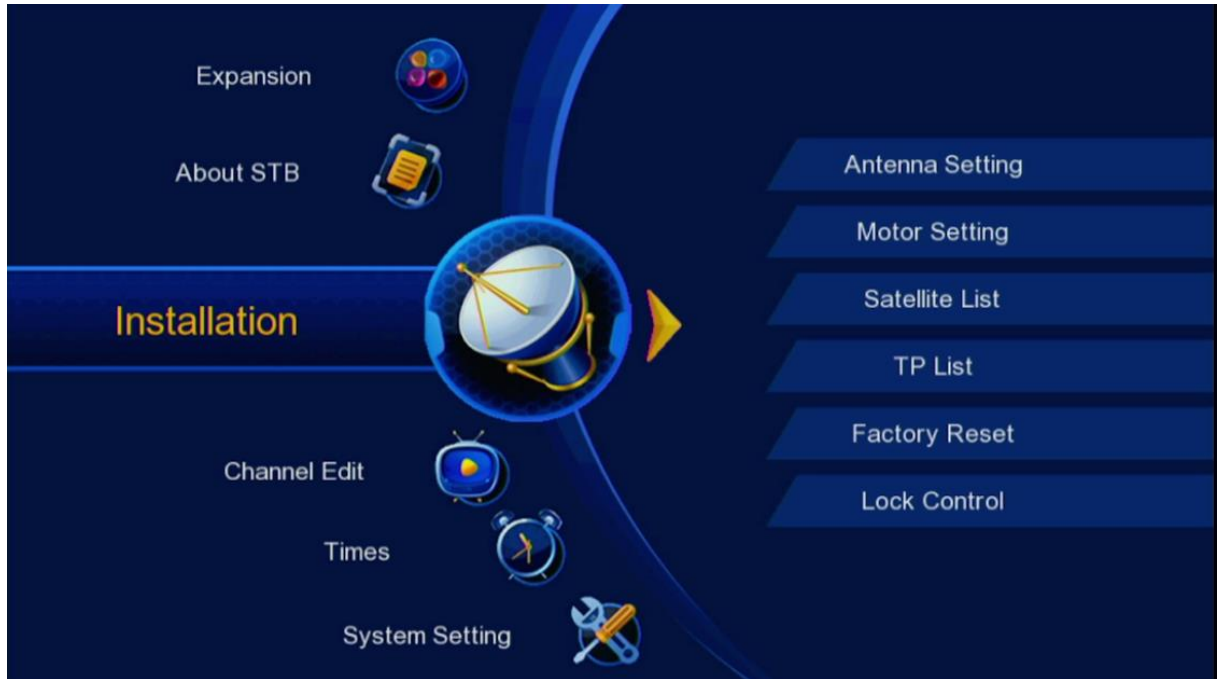 Expansion
About STB
Installation
Channel Edit
Times
System Setting
Antenna Setting
Motor Setting
Satellite List
TP List
Factory Reset
Lock Control